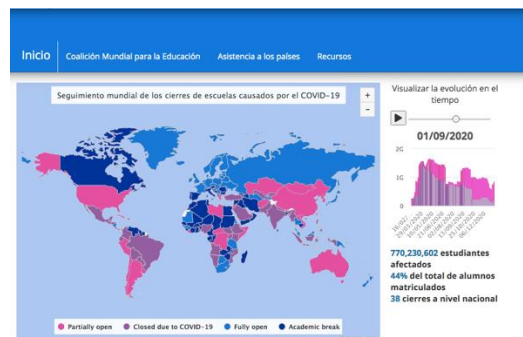 Inicio Coalición Mundial para la Educación Asistencia a los países Recursos
Seguimiento mundial de los cierres de escuelas causados por el COVID-19
+
-
Visualizar la evolución en el
tiempo
01/09/2020
2G
1G
0
770,230,602 estudiantes
afectados
44% del total de alumnos
matriculados
38 cierres a nivel nacional
Partially open Closed due to COVID-19 Fully open Academic break